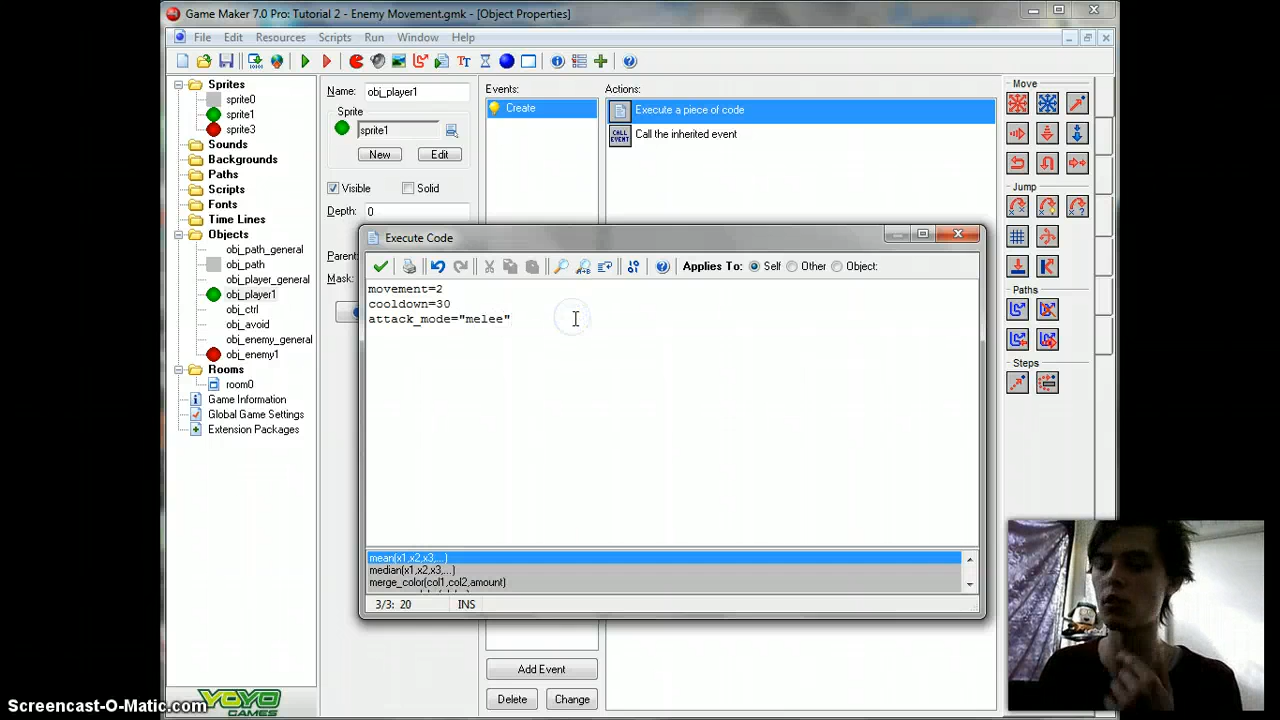 Game Maker 7.0 Pro: Tutorial 2 - Enemy Movement.gmk - [Object Properties]
File Edit Resources Scripts Run Window Help
Sprites
sprite0
sprite1
sprite3
Sounds
Backgrounds
Paths
Scripts
Fonts
Time Lines
Objects
obj_path_general
obj_path
obj_player_general
obj_player1
obj_ctrl
obj_avoid
obj_enemy_general
obj_enemy1
Rooms
room0
Game Information
Global Game Settings
Extension Packages
YOYO
GAMES
Name: obj_player1
Sprite
sprite1
New Edit
Visible Solid
Depth: 0
Parent:
Mask:
Events:
Create
Add Event
Delete Change
Actions:
Execute a piece of code
CALL EVENT Call the inherited event
Execute Code
Applies To: Self Other Object:
movement=2
cooldown=30
attack_mode="melee"
mean(x1,x2,x3,...)
median(x1,x2,x3,...)
merge_color(col1,col2,amount)
3/3: 20 INS
Move
Jump
Paths
Steps
Screencast-O-Matic.com